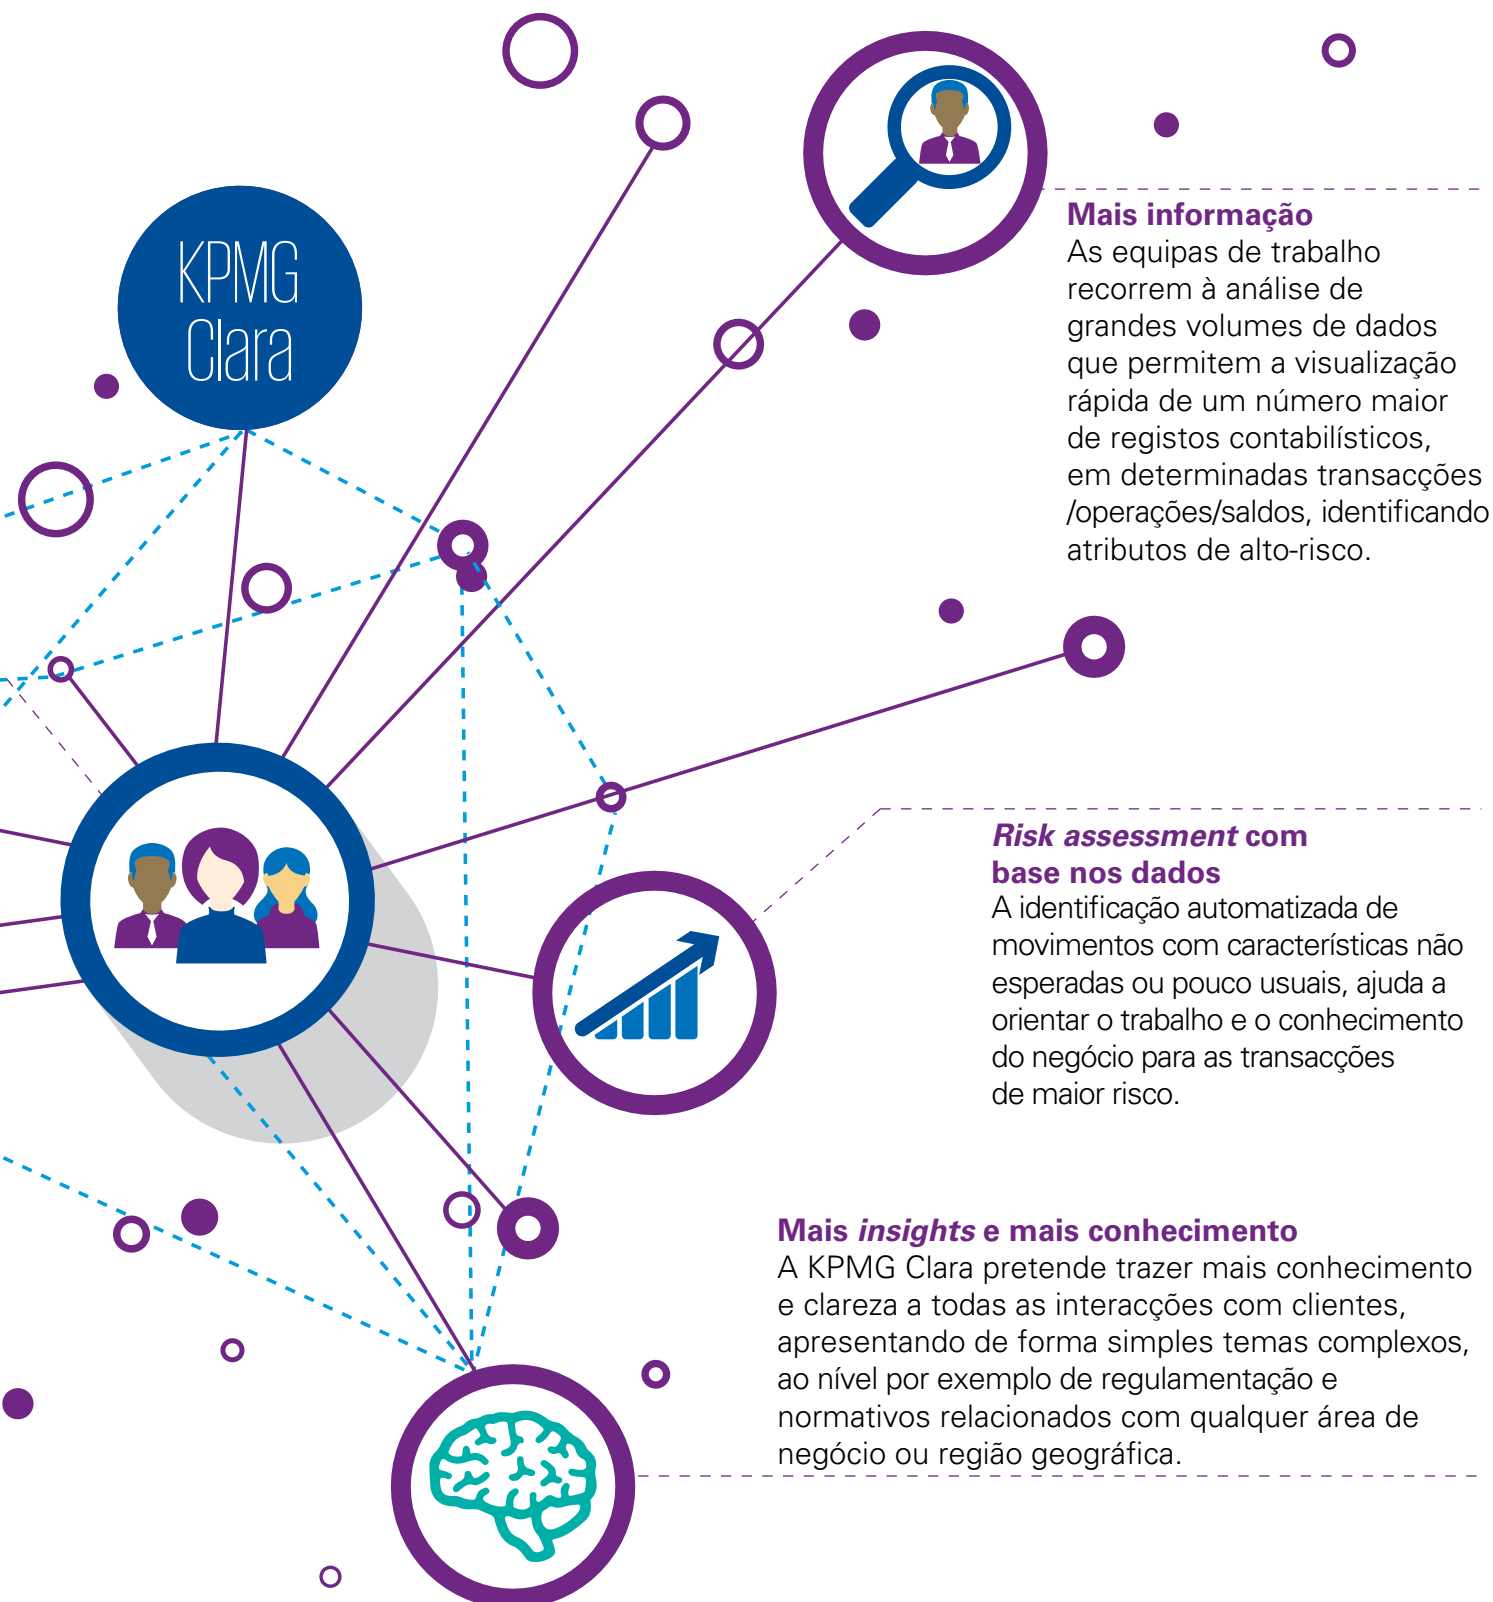 KPMG
Clara
Mais informação
As equipas de trabalho
recorrem à análise de
grandes volumes de dados
que permitem a visualização
rápida de um número maior
de registos contabilísticos,
em determinadas transacções
/operações/saldos, identificando
atributos de alto-risco.
Risk assessment com
base nos dados
A identificação automatizada de
movimentos com características não
esperadas ou pouco usuais, ajuda a
orientar o trabalho e o conhecimento
do negócio para as transacções
de maior risco.
Mais insights e mais conhecimento
A KPMG Clara pretende trazer mais conhecimento
e clareza a todas as interacções com clientes,
apresentando de forma simples temas complexos,
ao nível por exemplo de regulamentação e
normativos relacionados com qualquer área de
negócio ou região geográfica.